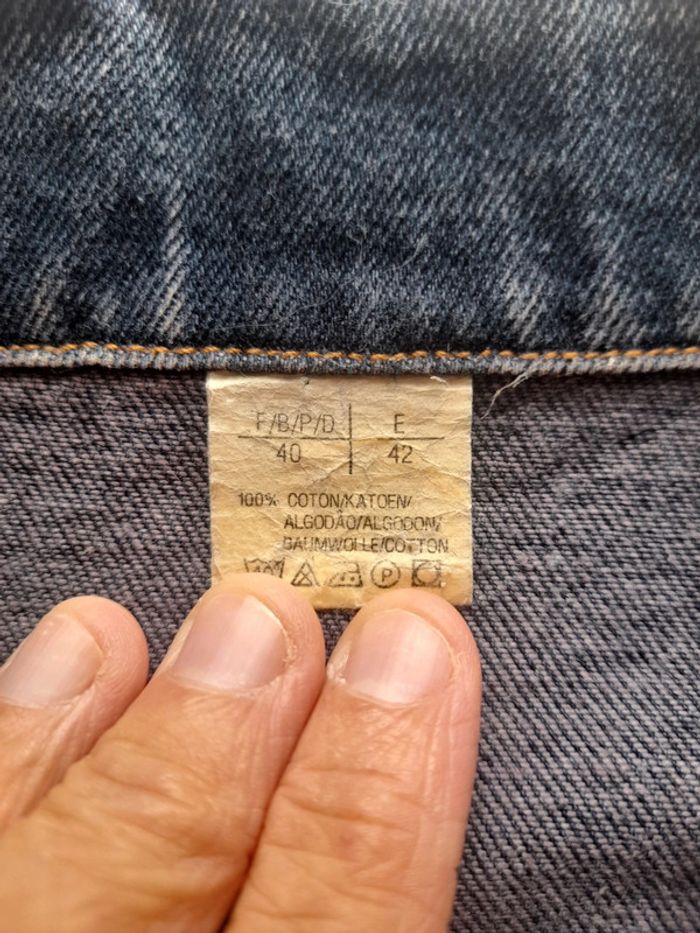 F/B/P/D E
40 42
100% COTON/KATOEN/
ALGODÃO/ALGODON/
BAUMWOLLE/COTTON
P